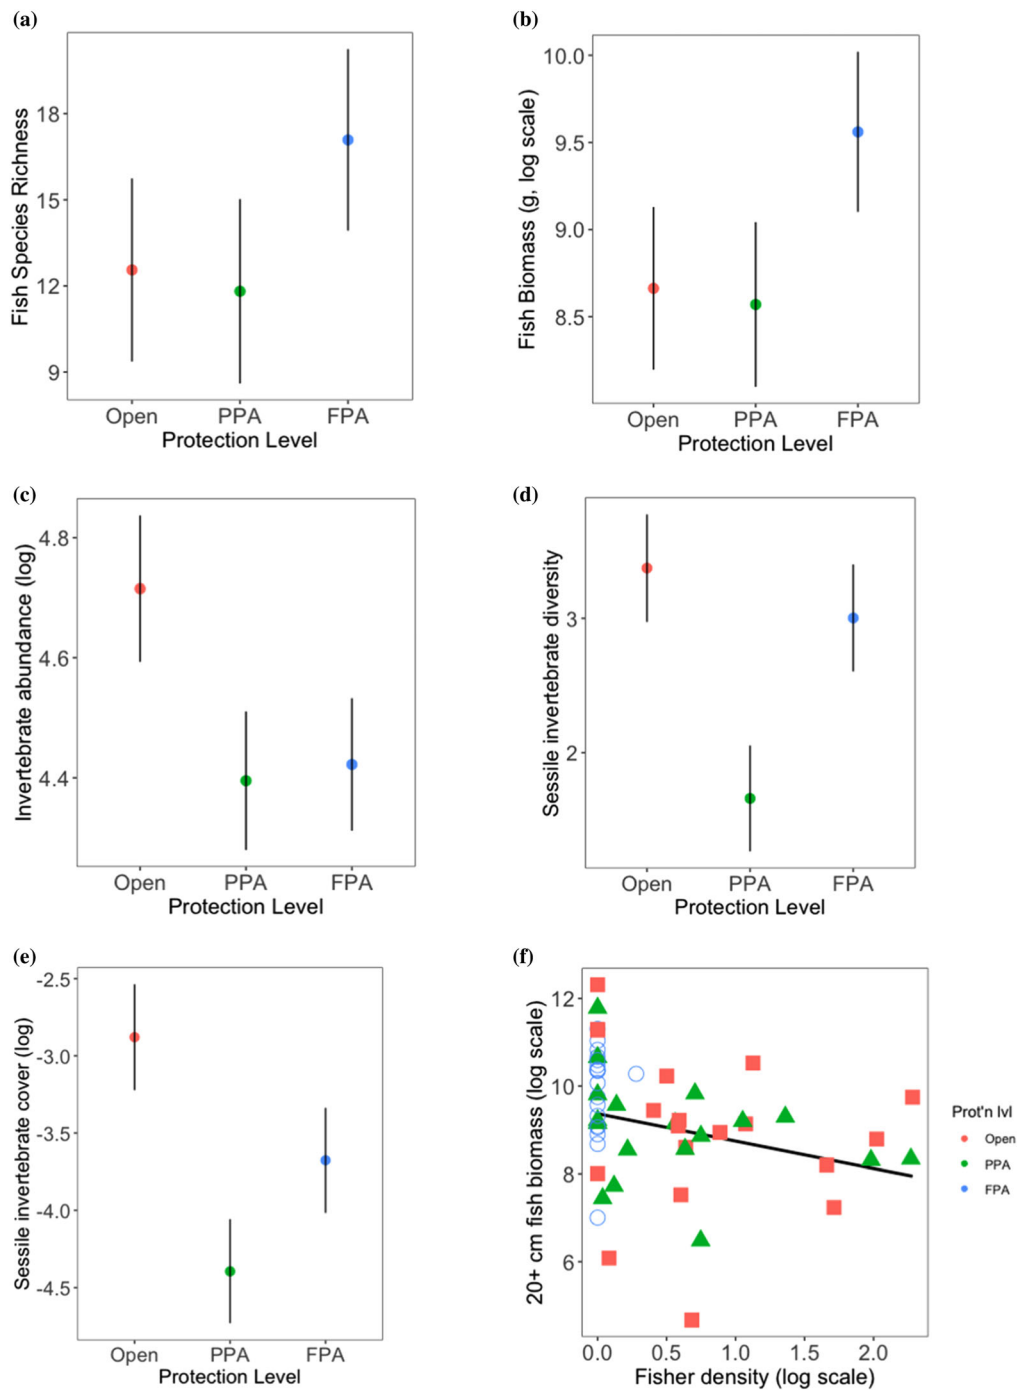 (a)
Fish Species Richness
18
15
12
9
Open PPA FPA
Protection Level
(b)
Fish Biomass (g, log scale)
10.0
9.5
9.0
8.5
Open PPA FPA
Protection Level
(c)
Invertebrate abundance (log)
4.8
4.6
4.4
Open PPA FPA
Protection Level
(d)
Sessile invertebrate diversity
3
2
Open PPA FPA
Protection Level
(e)
Sessile invertebrate cover (log)
-2.5
-3.0
-3.5
-4.0
-4.5
Open PPA FPA
Protection Level
(f)
20+ cm fish biomass (log scale)
12
10
8
6
0.0 0.5 1.0 1.5 2.0
Fisher density (log scale)
Prot'n lvl
Open
PPA
FPA